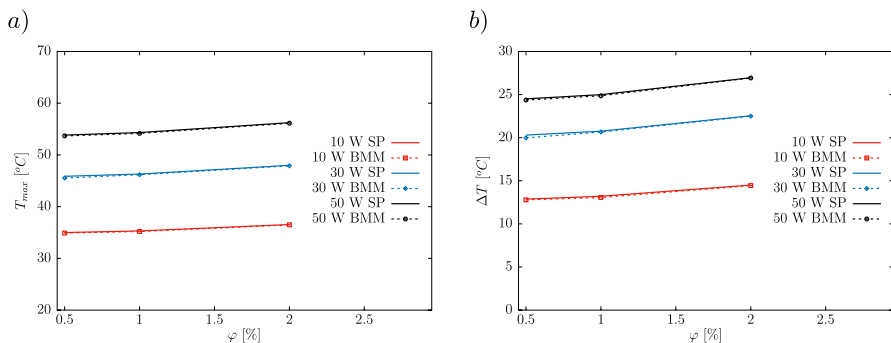 a)
70
60
50
40
30
20
T_max [°C]
0.5 1 1.5 2 2.5
φ [%]
10 W SP
10 W BMM
30 W SP
30 W BMM
50 W SP
50 W BMM
b)
30
25
20
15
10
5
0
ΔT [°C]
0.5 1 1.5 2 2.5
φ [%]
10 W SP
10 W BMM
30 W SP
30 W BMM
50 W SP
50 W BMM